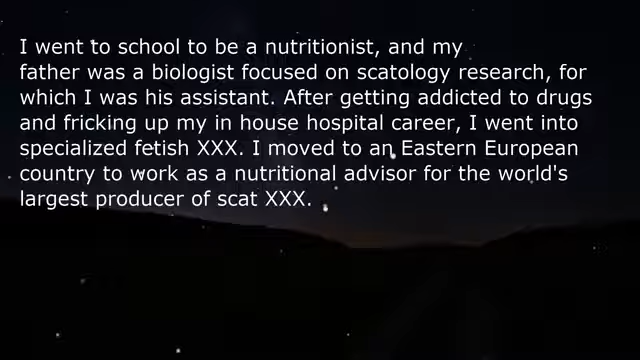 I went to school to be a nutritionist, and my
father was a biologist focused on scatology research, for
which I was his assistant. After getting addicted to drugs
and fricking up my in house hospital career, I went into
specialized fetish XXX. I moved to an Eastern European
country to work as a nutritional advisor for the world's
largest producer of scat XXX.